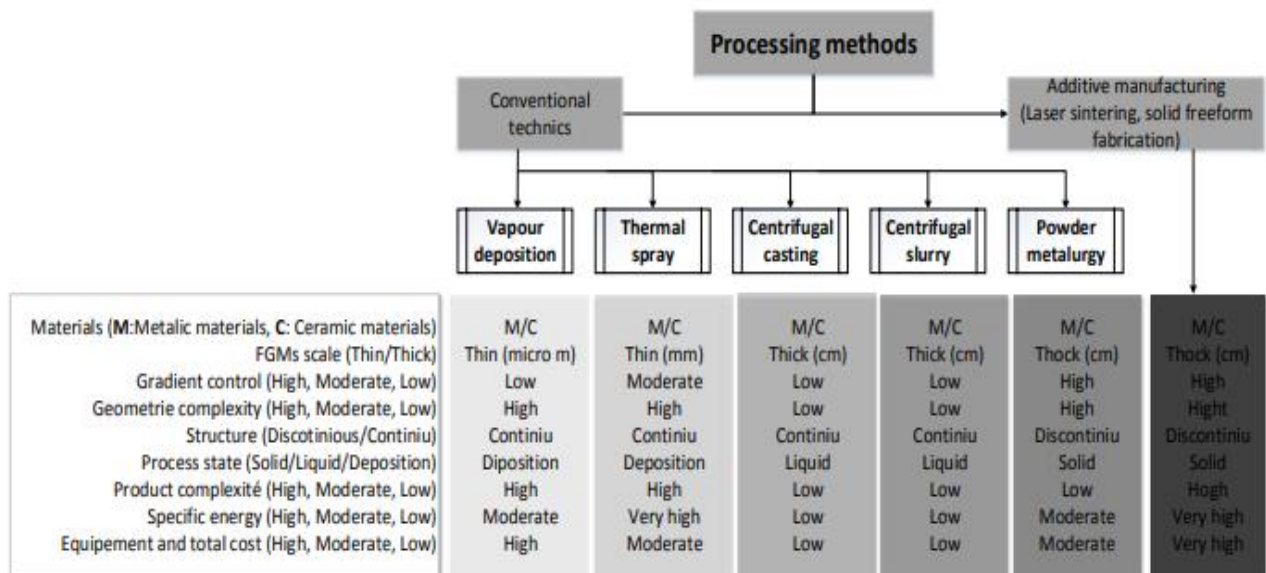 Processing methods
Conventional
technics
Additive manufacturing
(Laser sintering, solid freeform
fabrication)
Vapour
deposition
Thermal
spray
Centrifugal
casting
Centrifugal
slurry
Powder
metalurgy
Materials (M:Metalic materials, C: Ceramic materials) M/C M/C M/C M/C M/C M/C
FGMs scale (Thin/Thick) Thin (micro m) Thin (mm) Thick (cm) Thick (cm) Thock (cm) Thock (cm)
Gradient control (High, Moderate, Low) Low Moderate Low Low High High
Geometrie complexity (High, Moderate, Low) High High Low Low High Hight
Structure (Discotinious/Continiu) Continiu Continiu Continiu Continiu Discontiniu Discontiniu
Process state (Solid/Liquid/Deposition) Diposition Deposition Liquid Liquid Solid Solid
Product complexité (High, Moderate, Low) High High Low Low Low Hogh
Specific energy (High, Moderate, Low) Moderate Very high Low Low Moderate Very high
Equipement and total cost (High, Moderate, Low) High Moderate Low Low Moderate Very high